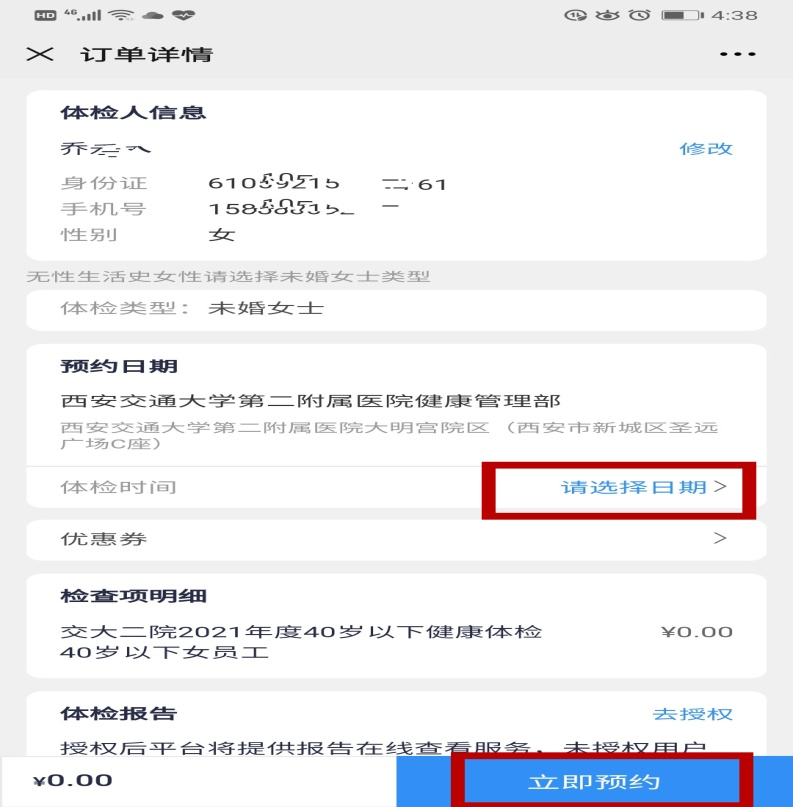 HD 4G 4:38
订单详情
体检人信息
修改
身份证
手机号
性别 女
无性生活史女性请选择未婚女士类型
体检类型： 未婚女士
预约日期
西安交通大学第二附属医院健康管理部
西安交通大学第二附属医院大明宫院区（西安市新城区圣远
广场C座）
体检时间 请选择日期 >
优惠券 >
检查项明细
交大二院2021年度40岁以下健康体检 ¥0.00
40岁以下女员工
体检报告 去授权
授权后平台将提供报告在线查看服务，未授权用户
¥0.00 立即预约